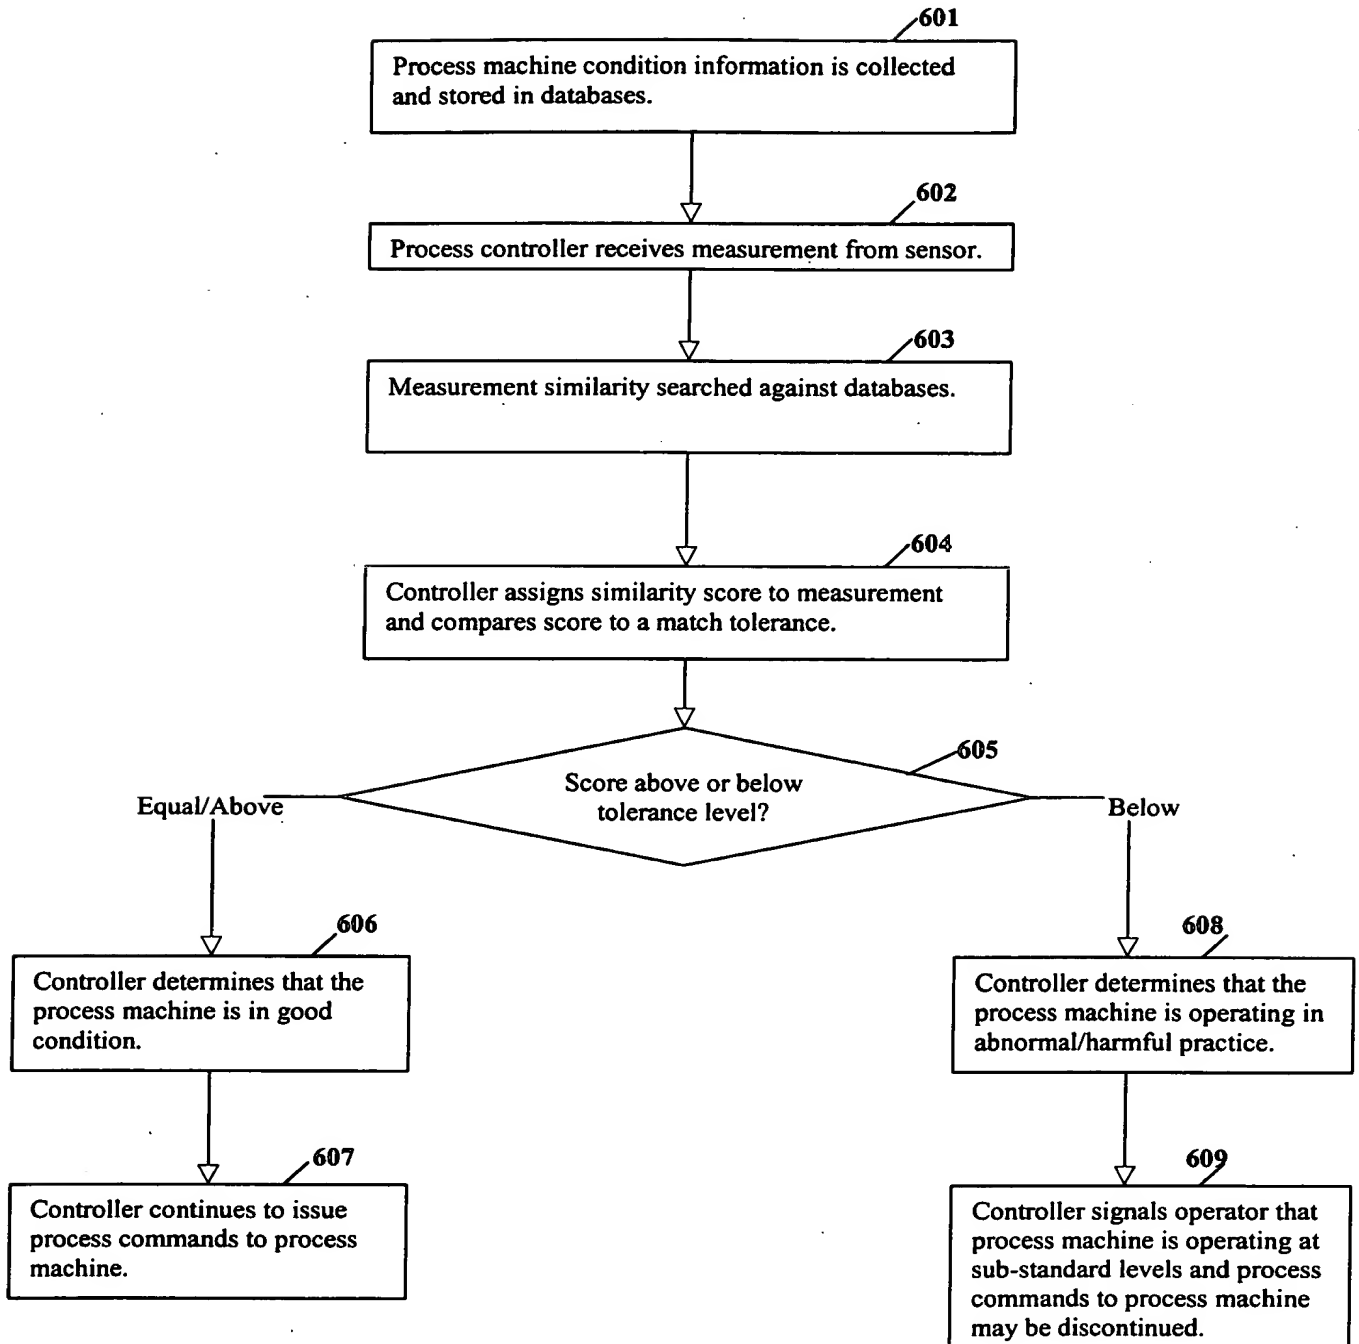 601
Process machine condition information is collected
and stored in databases.
602
Process controller receives measurement from sensor.
603
Measurement similarity searched against databases.
604
Controller assigns similarity score to measurement
and compares score to a match tolerance.
605
Score above or below
tolerance level?
Equal/Above
Below
606
Controller determines that the
process machine is in good
condition.
608
Controller determines that the
process machine is operating in
abnormal/harmful practice.
607
Controller continues to issue
process commands to process
machine.
609
Controller signals operator that
process machine is operating at
sub-standard levels and process
commands to process machine
may be discontinued.